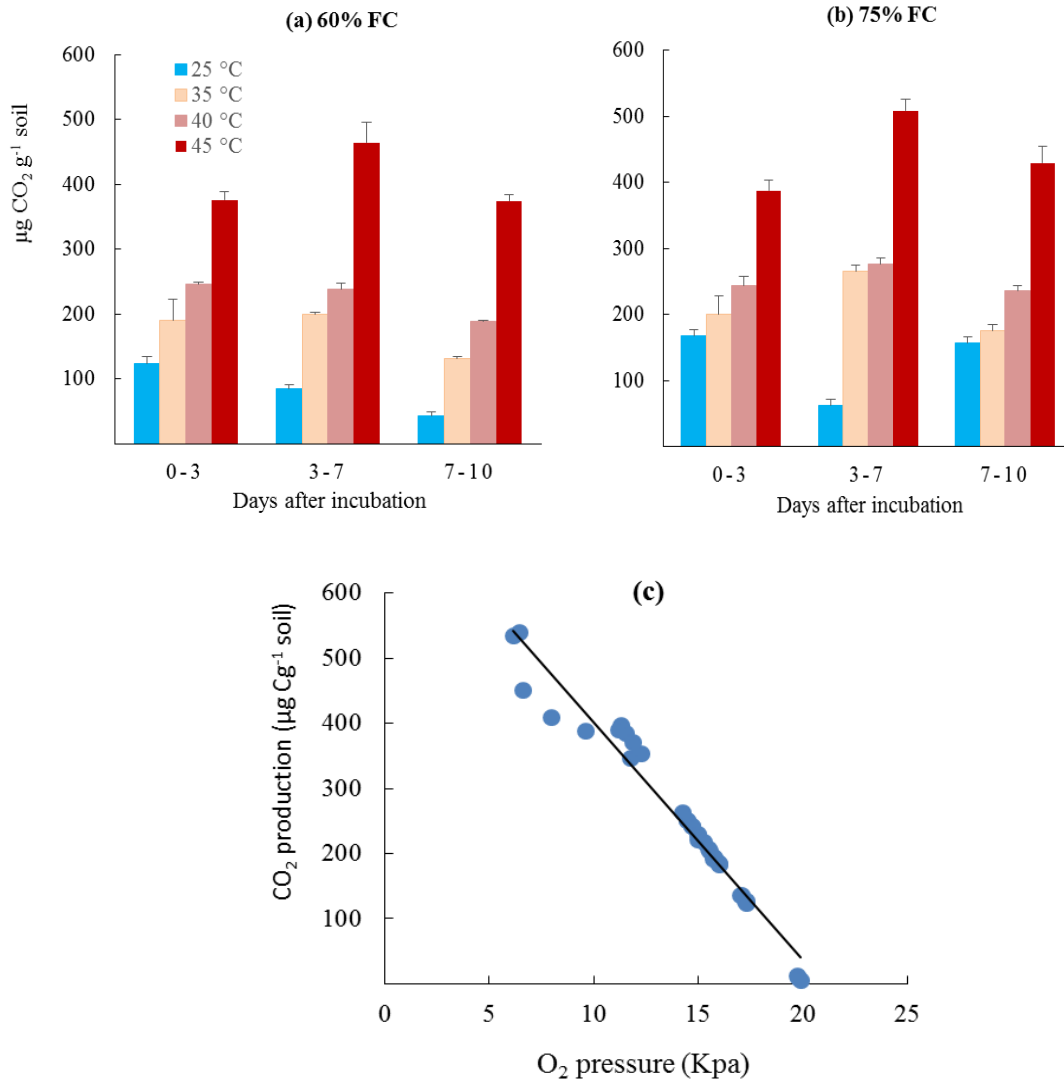 (a) 60% FC
600
500
400
300
200
100
µg CO₂ g⁻¹ soil
25 °C
35 °C
40 °C
45 °C
0-3 3-7 7-10
Days after incubation
(b) 75% FC
600
500
400
300
200
100
0-3 3-7 7-10
Days after incubation
(c)
600
500
400
300
200
100
CO₂ production (µg Cg⁻¹ soil)
0 5 10 15 20 25
O₂ pressure (Kpa)